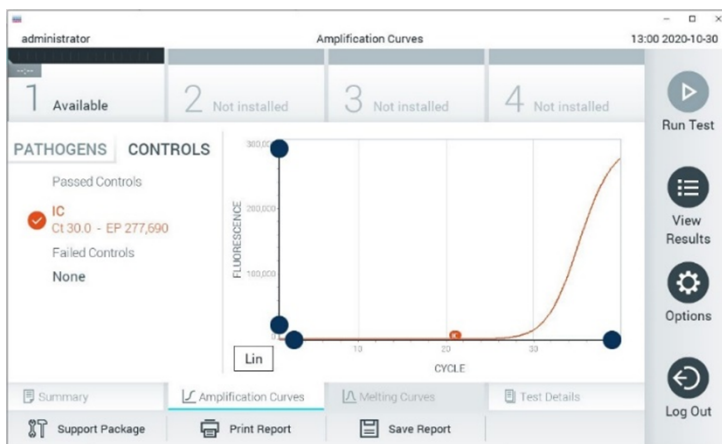 administrator
Amplification Curves
13:00 2020-10-30
1 Available
2 Not installed
3 Not installed
4 Not installed
Run Test
PATHOGENS
CONTROLS
Passed Controls
IC
Ct 30.0 - EP 277,690
Failed Controls
None
FLUORESCENCE
200,000
100,000
10
20
30
CYCLE
Lin
View
Results
Options
Log Out
Summary
Amplification Curves
Melting Curves
Test Details
Support Package
Print Report
Save Report